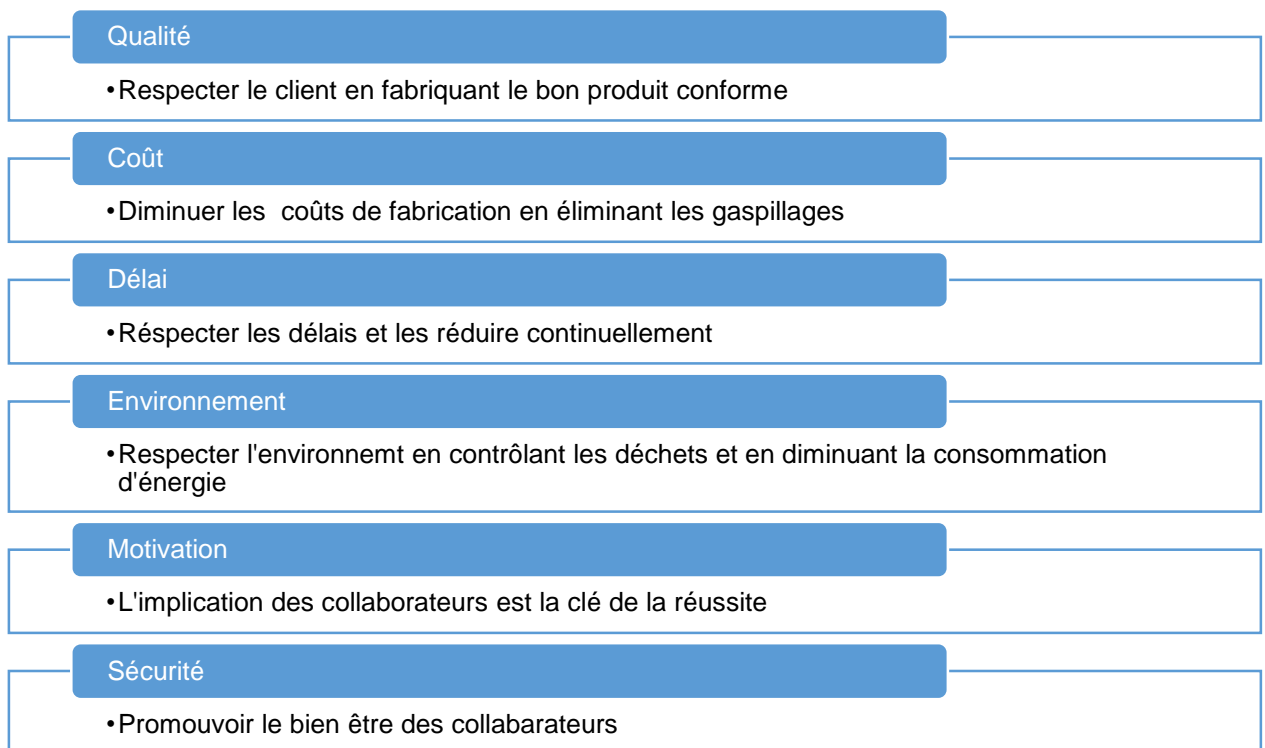 Qualité
•Respecter le client en fabriquant le bon produit conforme
Coût
•Diminuer les  coûts de fabrication en éliminant les gaspillages
Délai
•Réspecter les délais et les réduire continuellement
Environnement
•Respecter l'environnemt en contrôlant les déchets et en diminuant la consommation
d'énergie
Motivation
•L'implication des collaborateurs est la clé de la réussite
Sécurité
•Promouvoir le bien être des collabarateurs